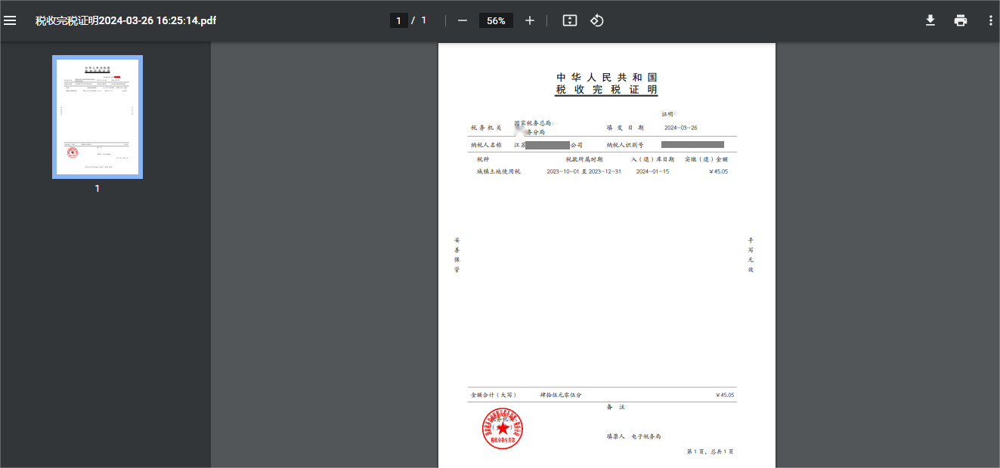 税收完税证明2024-03-26 16:25:14.pdf
1 / 1
56%
1
中华人民共和国
税收完税证明
证明
税务机关 国家税务总局
务分局
填发日期 2024-03-26
纳税人名称 江苏 公司 纳税人识别号
税种 税款所属时期 入（退）库日期 实缴（退）金额
城镇土地使用税 2023-10-01 至 2023-12-31 2024-01-15 ￥45.05
妥善保管
手写无效
金额合计（大写） 肆拾伍元零伍分 ￥45.05
备 注
税收业务专用章
填票人 电子税务局
第 1 页，总共 1 页